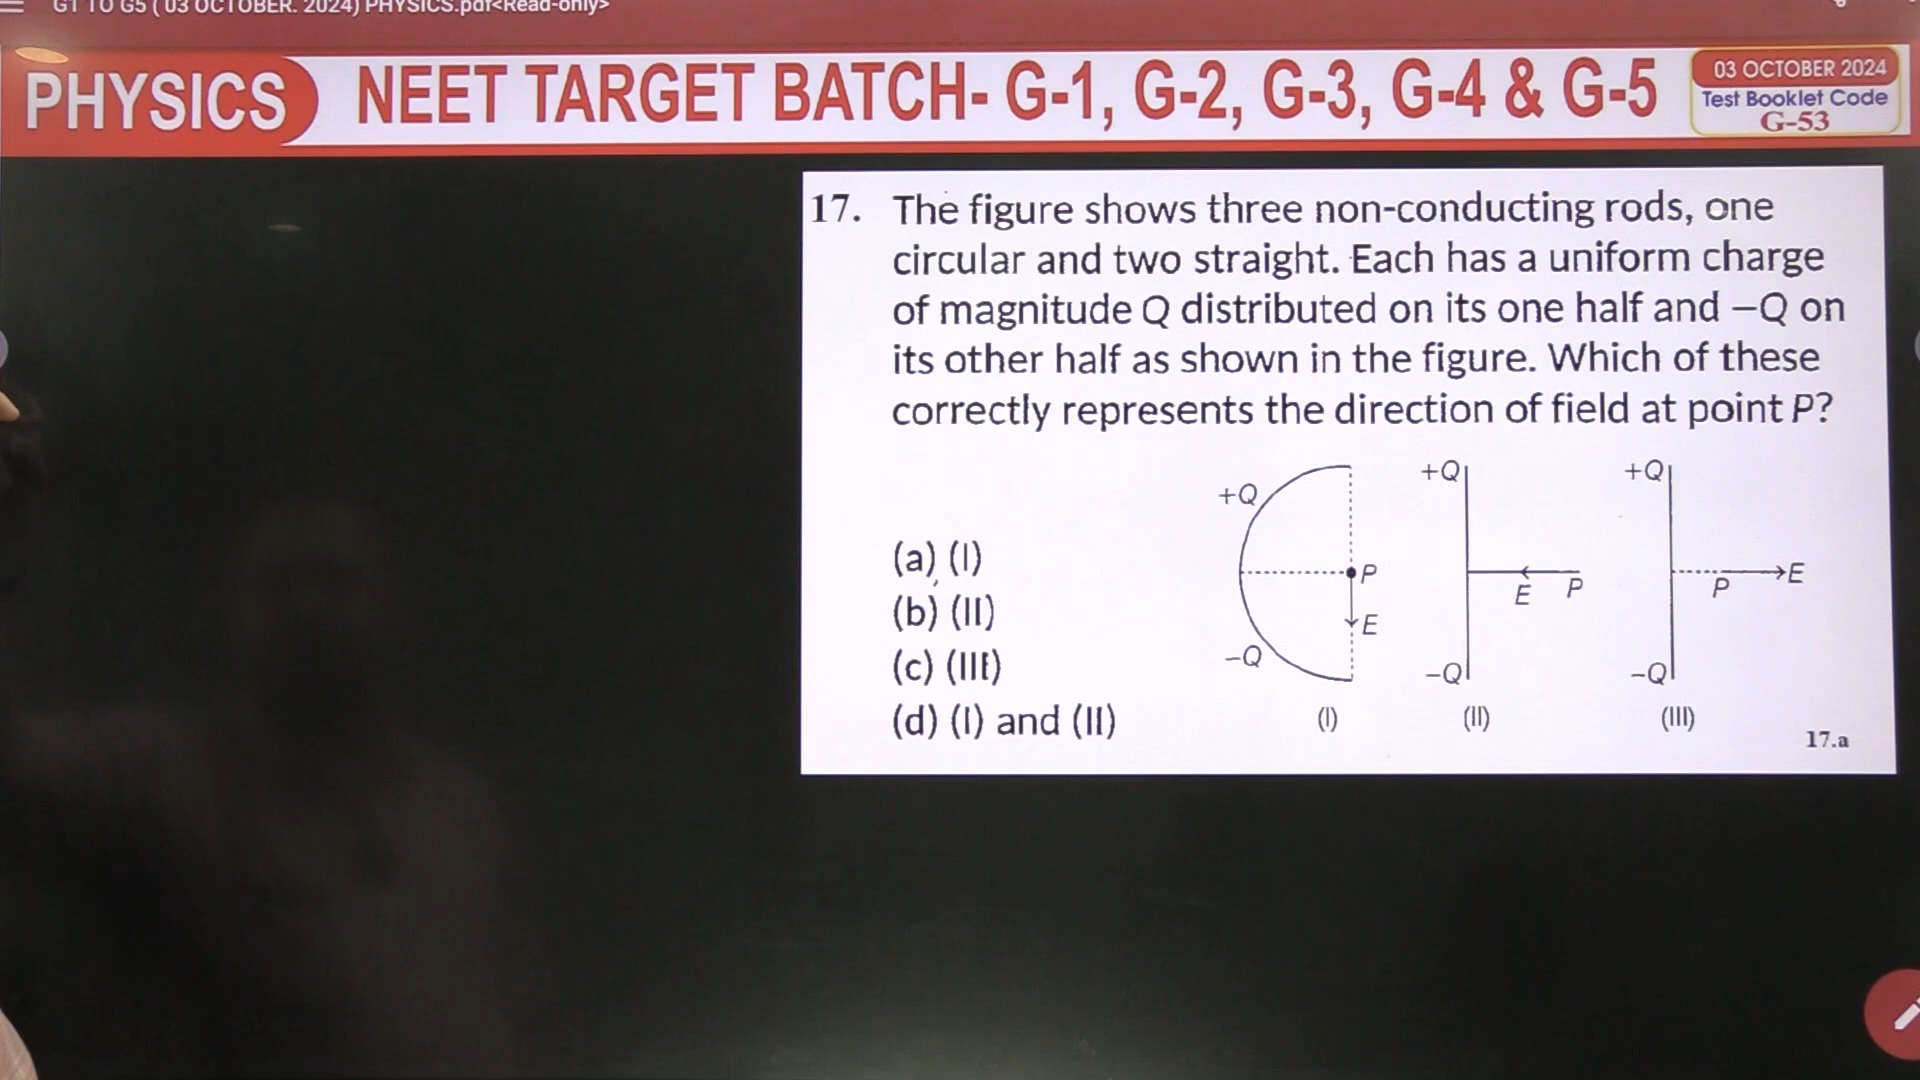 G1 TO G5 ( 03 OCTOBER. 2024) PHYSICS.pdf<Read-only>
PHYSICS
NEET TARGET BATCH- G-1, G-2, G-3, G-4 & G-5
03 OCTOBER 2024
Test Booklet Code
G-53
17. The figure shows three non-conducting rods, one
circular and two straight. Each has a uniform charge
of magnitude Q distributed on its one half and –Q on
its other half as shown in the figure. Which of these
correctly represents the direction of field at point P?
(a) (I)
(b) (II)
(c) (III)
(d) (I) and (II)
+Q
P
E
–Q
(I)
+Q
E P
–Q
(II)
+Q
P
E
–Q
(III)
17.a